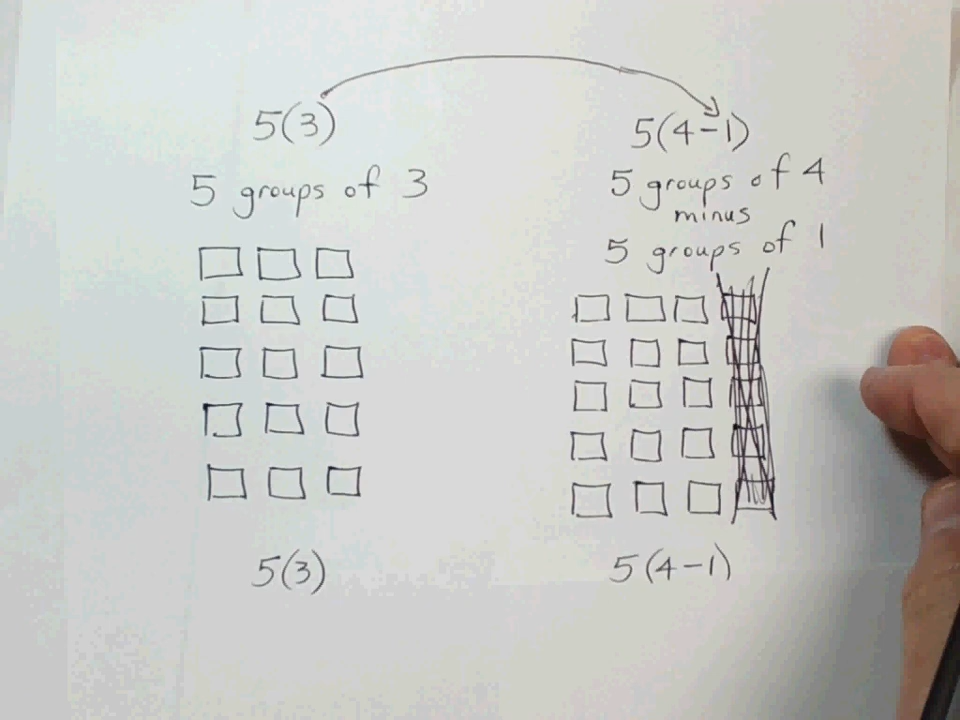 5(3)
5 groups of 3
5(3)
5(4-1)
5 groups of 4
minus
5 groups of 1
5(4-1)